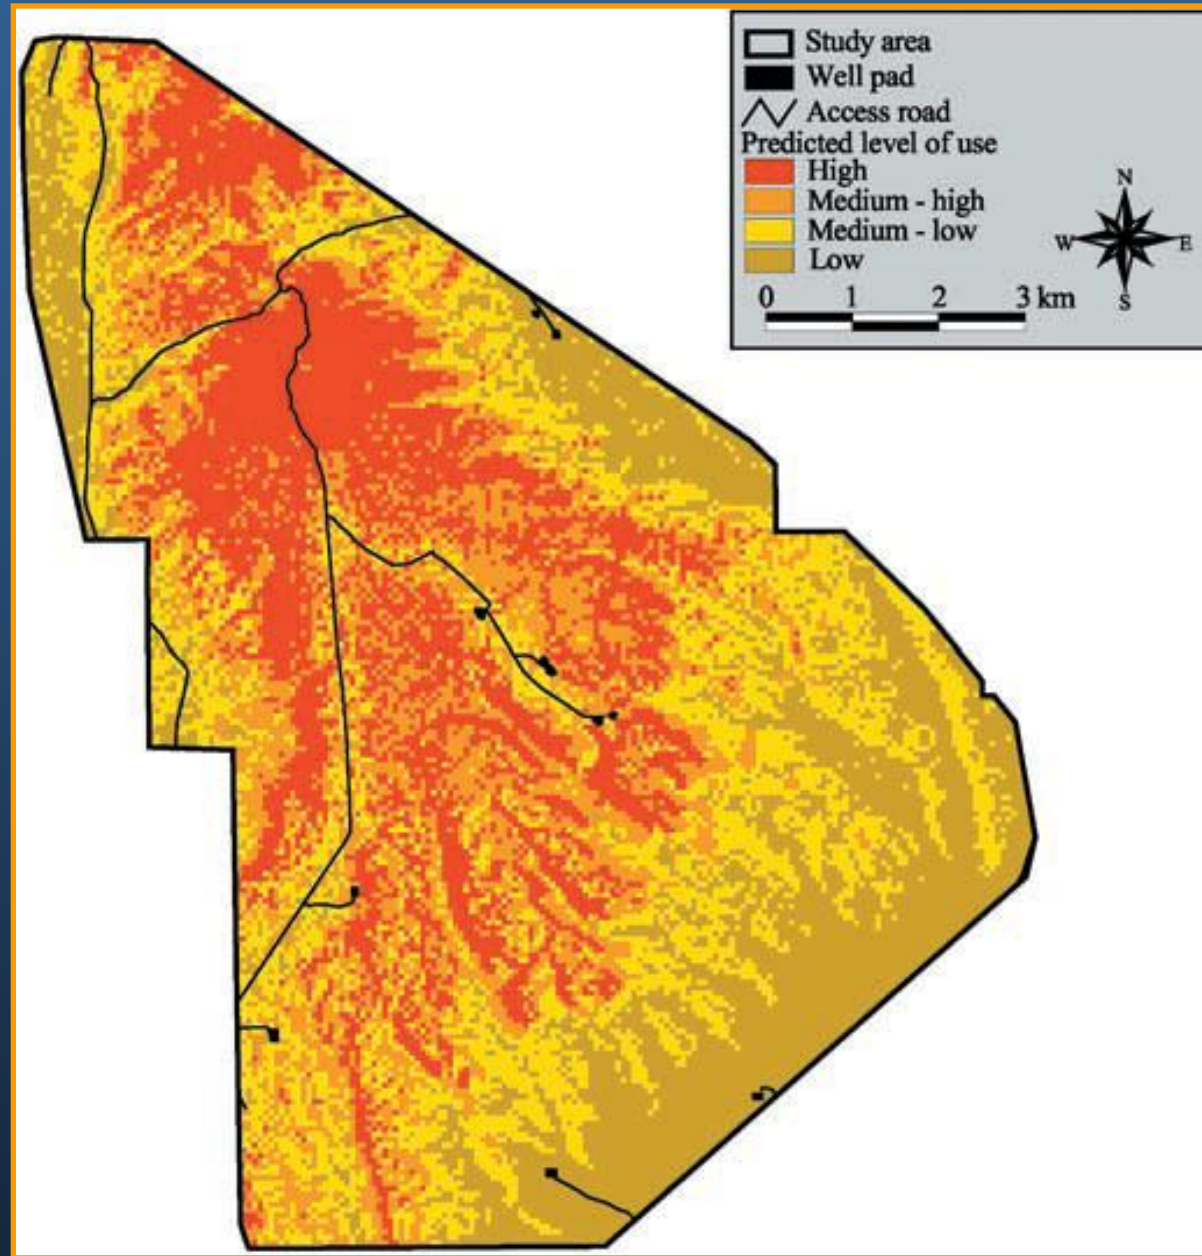 Study area
Well pad
Access road
Predicted level of use
High
Medium - high
Medium - low
Low
N
W E
S
0 1 2 3 km